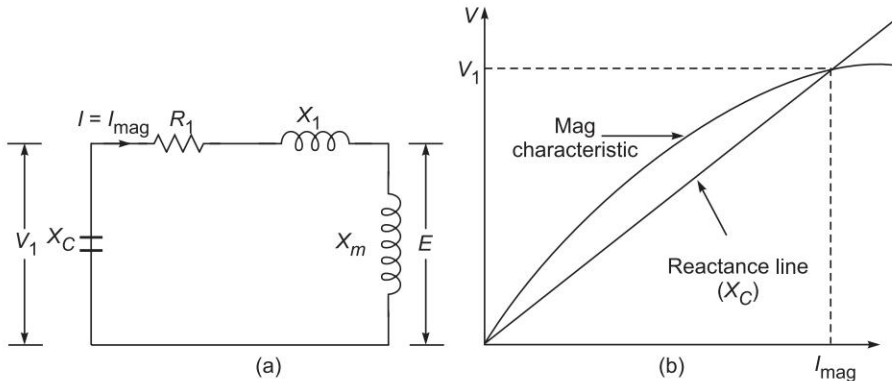 I = I_mag
R_1
X_1
V_1
X_C
X_m
E
(a)
V
V_1
Mag
characteristic
Reactance line
(X_C)
(b)
I_mag